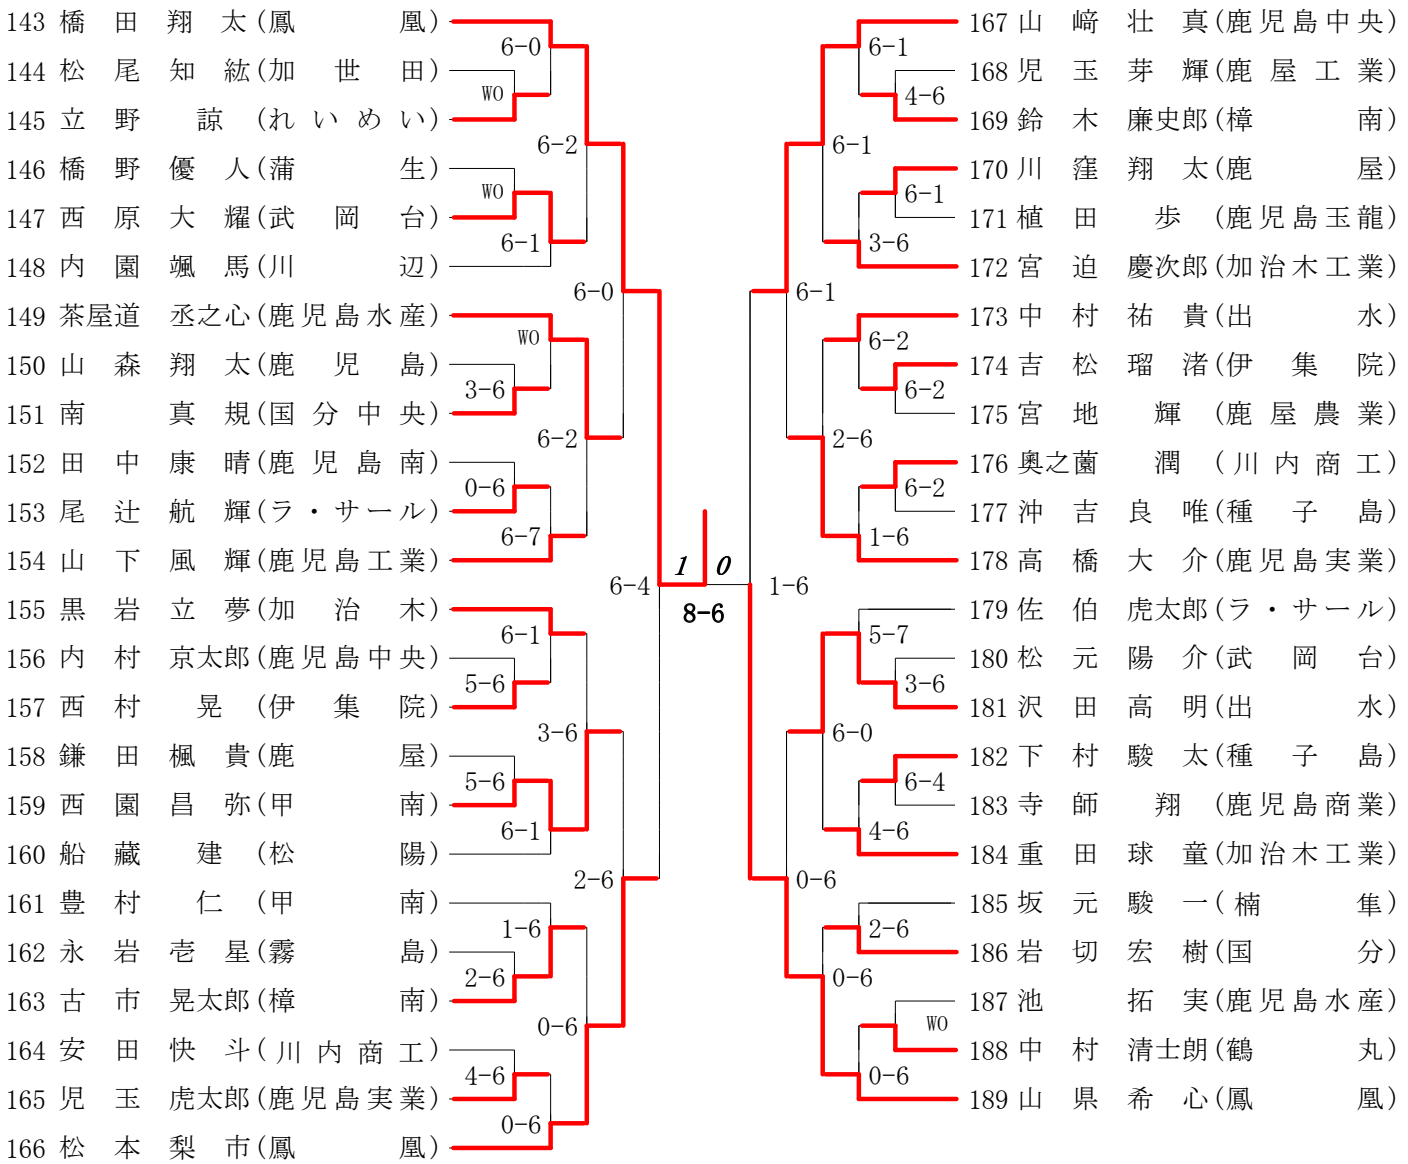 143 橋田翔太(鳳凰)
6-0
144 松尾知紘(加世田)
WO
145 立野諒(れいめい)
6-2
146 橋野優人(蒲生)
WO
147 西原大耀(武岡台)
6-1
148 内園颯馬(川辺)
6-0
149 茶屋道丞之心(鹿児島水産)
WO
150 山森翔太(鹿児島)
3-6
151 南真規(国分中央)
6-2
152 田中康晴(鹿児島南)
0-6
153 尾辻航輝(ラ・サール)
6-7
154 山下風輝(鹿児島工業)
6-4
155 黒岩立夢(加治木)
6-1
156 内村京太郎(鹿児島中央)
5-6
157 西村晃(伊集院)
3-6
158 鎌田楓貴(鹿屋)
5-6
159 西園昌弥(甲南)
6-1
160 船蔵建(松陽)
2-6
161 豊村仁(甲南)
1-6
162 永岩壱星(霧島)
2-6
163 古市晃太郎(樟南)
0-6
164 安田快斗(川内商工)
4-6
165 児玉虎太郎(鹿児島実業)
0-6
166 松本梨市(鳳凰)
1 0
8-6
167 山﨑壮真(鹿児島中央)
6-1
168 児玉芽輝(鹿屋工業)
4-6
169 鈴木廉史郎(樟南)
6-1
170 川窪翔太(鹿屋)
6-1
171 植田歩(鹿児島玉龍)
3-6
172 宮迫慶次郎(加治木工業)
6-1
173 中村祐貴(出水)
6-2
174 吉松瑠渚(伊集院)
6-2
175 宮地輝(鹿屋農業)
2-6
176 奥之薗潤(川内商工)
6-2
177 沖吉良唯(種子島)
1-6
178 高橋大介(鹿児島実業)
1-6
179 佐伯虎太郎(ラ・サール)
5-7
180 松元陽介(武岡台)
3-6
181 沢田高明(出水)
6-0
182 下村駿太(種子島)
6-4
183 寺師翔(鹿児島商業)
4-6
184 重田球童(加治木工業)
0-6
185 坂元駿一(楠隼)
2-6
186 岩切宏樹(国分)
0-6
187 池拓実(鹿児島水産)
WO
188 中村清士朗(鶴丸)
0-6
189 山県希心(鳳凰)